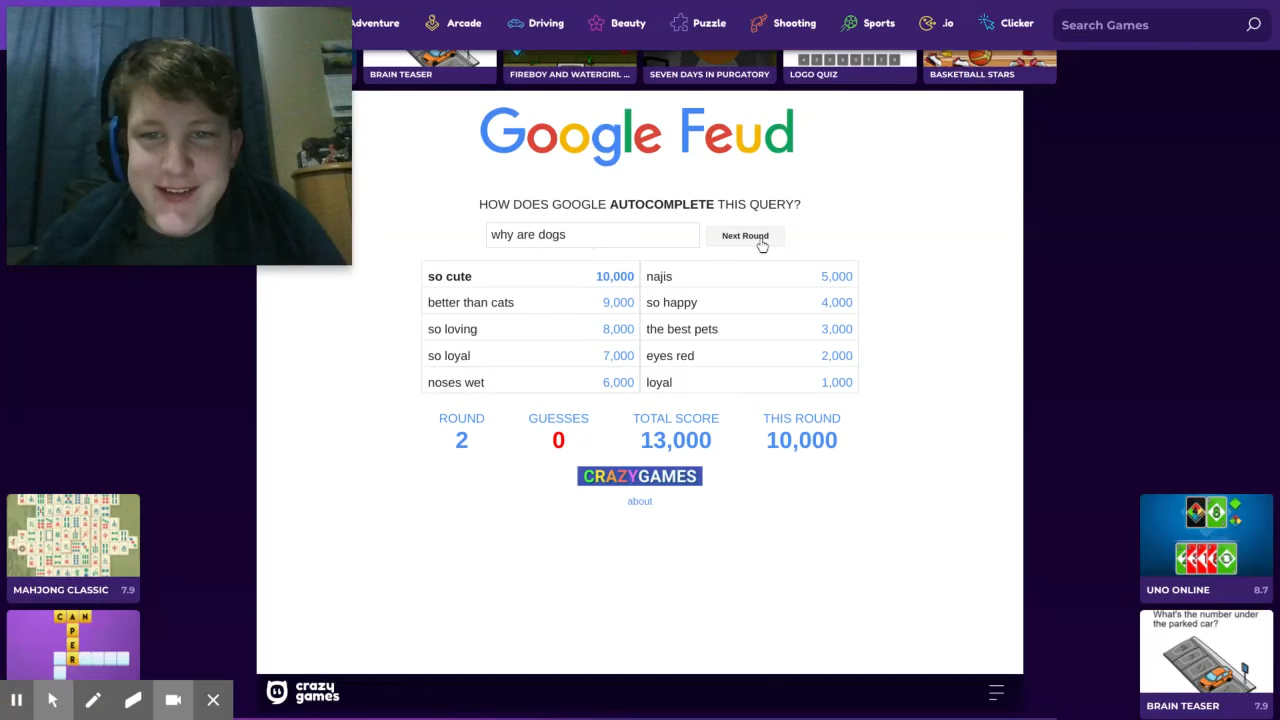 Adventure
Arcade
Driving
Beauty
Puzzle
Shooting
Sports
.io
Clicker
Search Games
BRAIN TEASER
FIREBOY AND WATERGIRL ...
SEVEN DAYS IN PURGATORY
LOGO QUIZ
BASKETBALL STARS
Google Feud
HOW DOES GOOGLE AUTOCOMPLETE THIS QUERY?
why are dogs
Next Round
so cute 10,000
better than cats 9,000
so loving 8,000
so loyal 7,000
noses wet 6,000
najis 5,000
so happy 4,000
the best pets 3,000
eyes red 2,000
loyal 1,000
ROUND
2
GUESSES
0
TOTAL SCORE
13,000
THIS ROUND
10,000
CRAZYGAMES
about
MAHJONG CLASSIC 7.9
C A N
P
E
R
UNO ONLINE 8.7
8
What's the number under
the parked car?
BRAIN TEASER 7.9
crazy
games